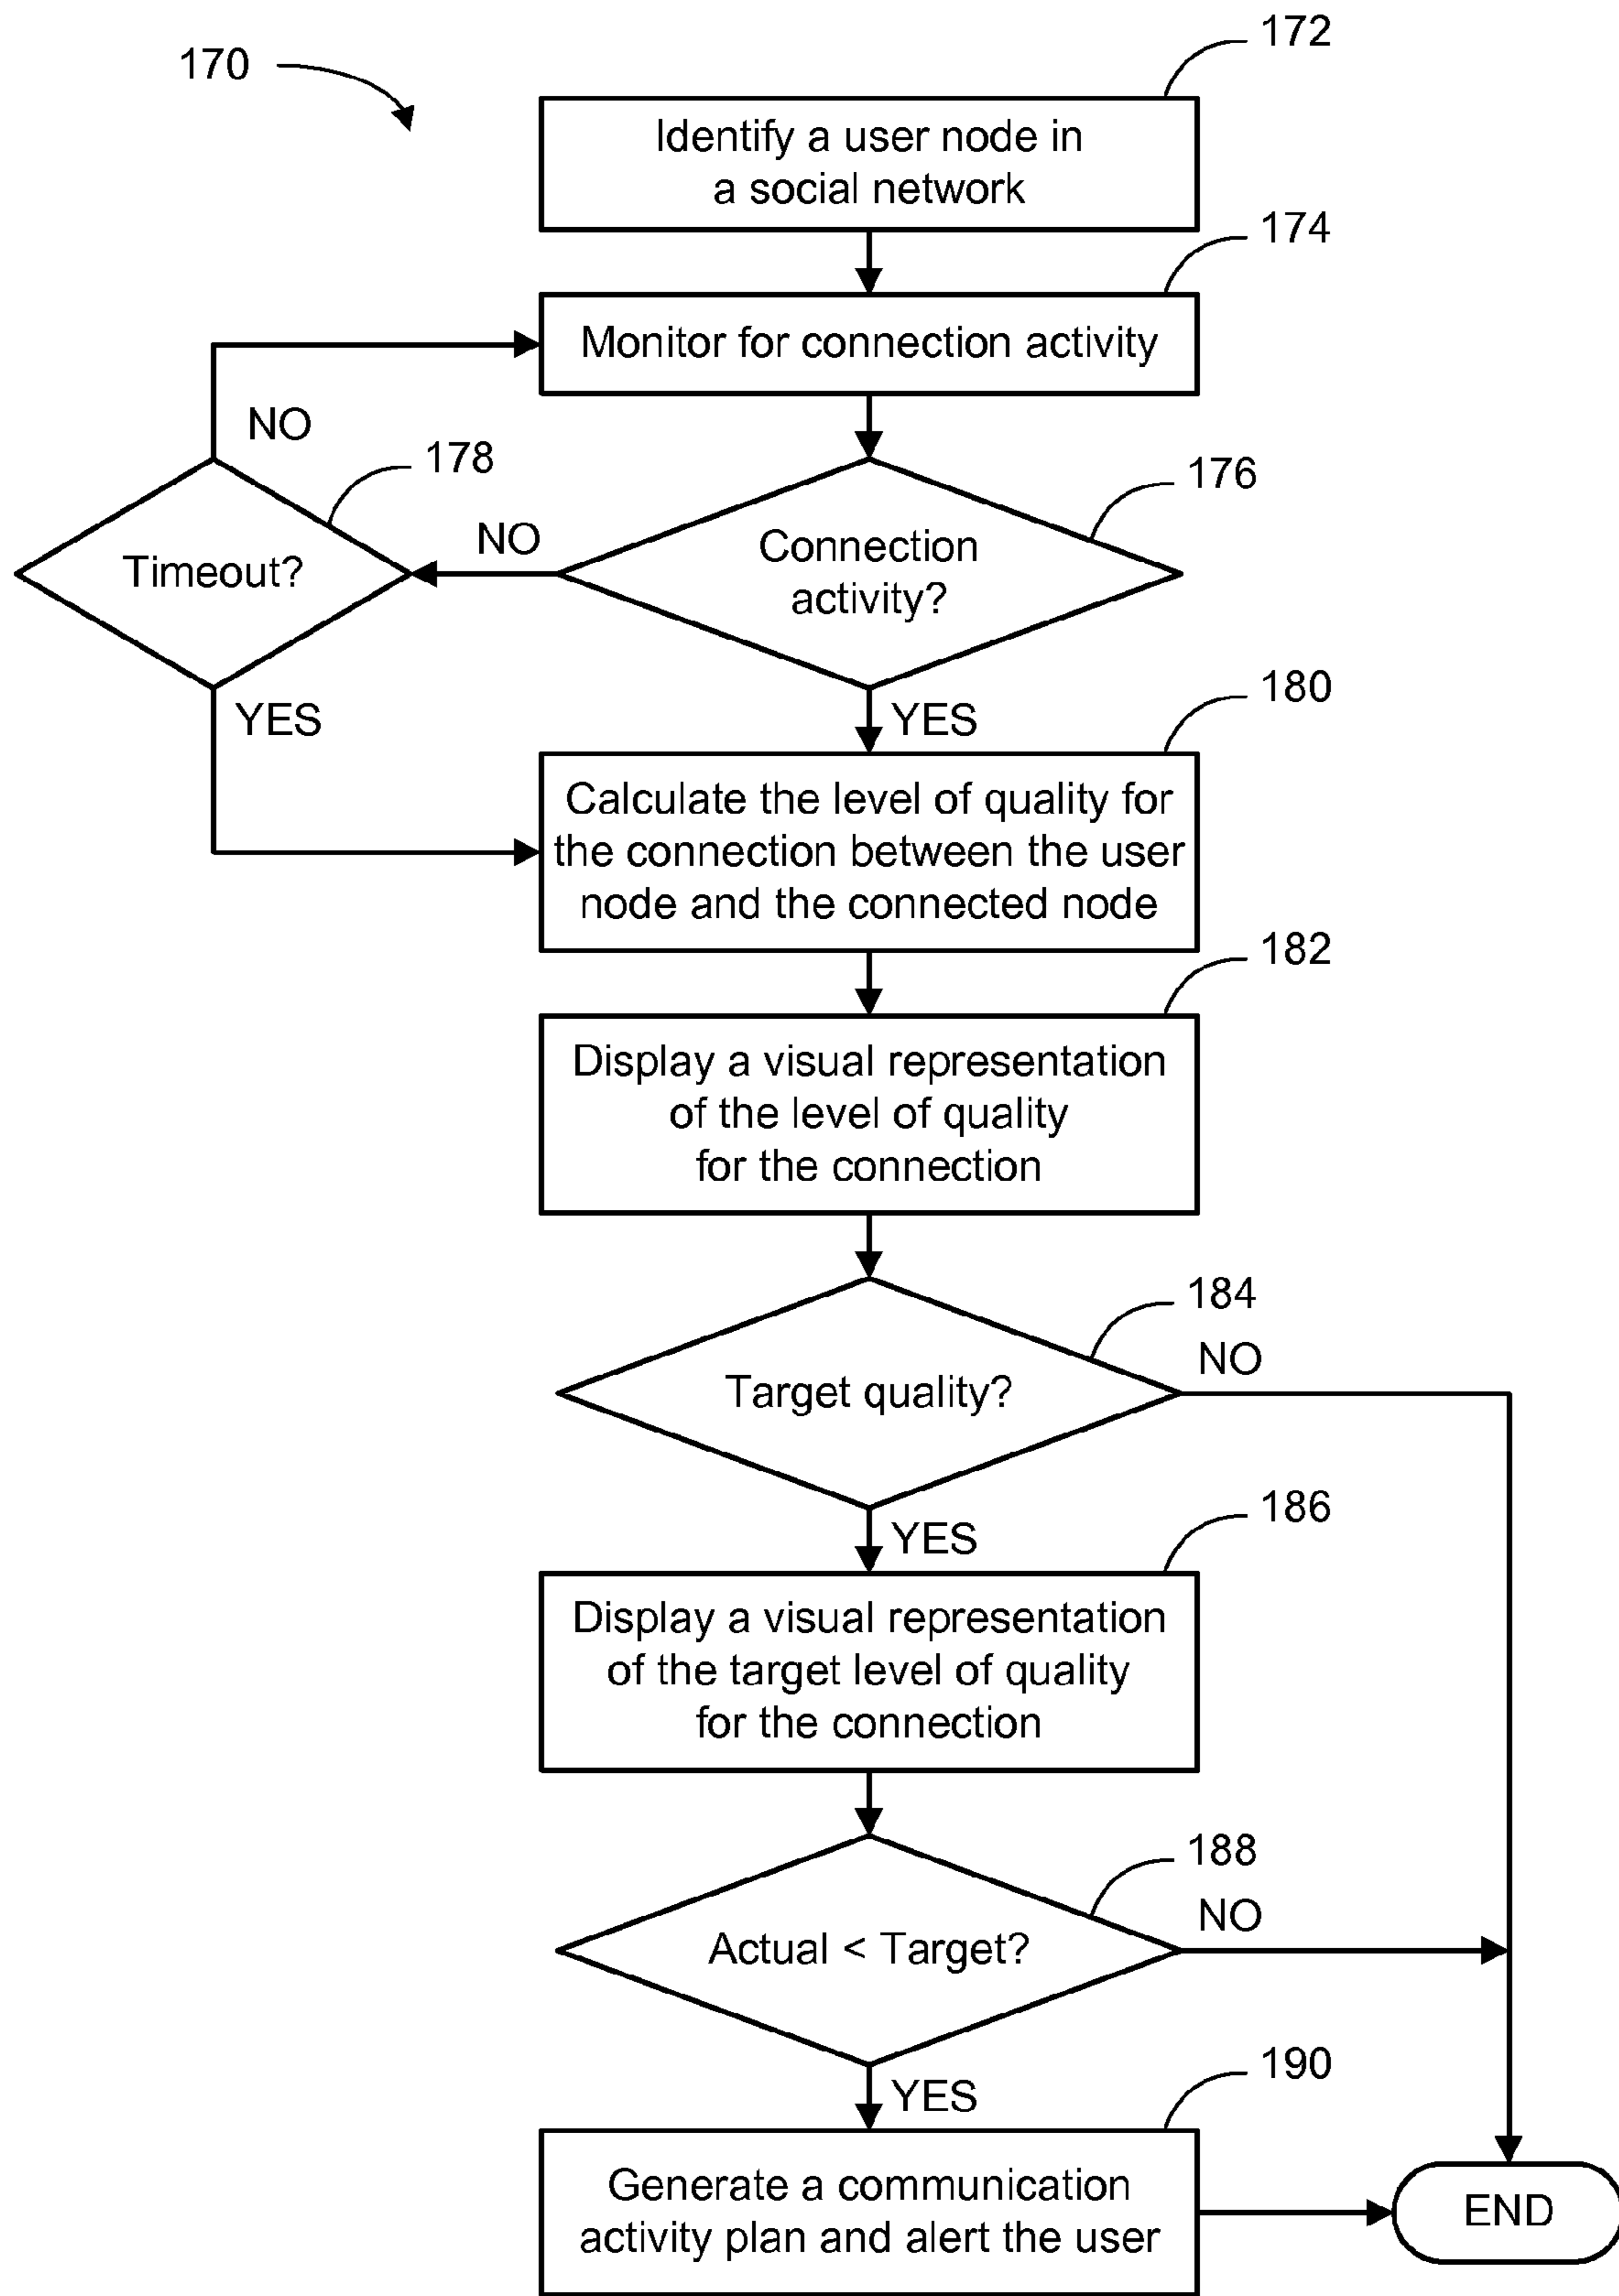 170
172
Identify a user node in
a social network
174
Monitor for connection activity
NO
178
176
Timeout?
NO
Connection
activity?
YES
YES
180
Calculate the level of quality for
the connection between the user
node and the connected node
182
Display a visual representation
of the level of quality
for the connection
184
NO
Target quality?
YES
186
Display a visual representation
of the target level of quality
for the connection
188
NO
Actual < Target?
YES
190
Generate a communication
activity plan and alert the user
END